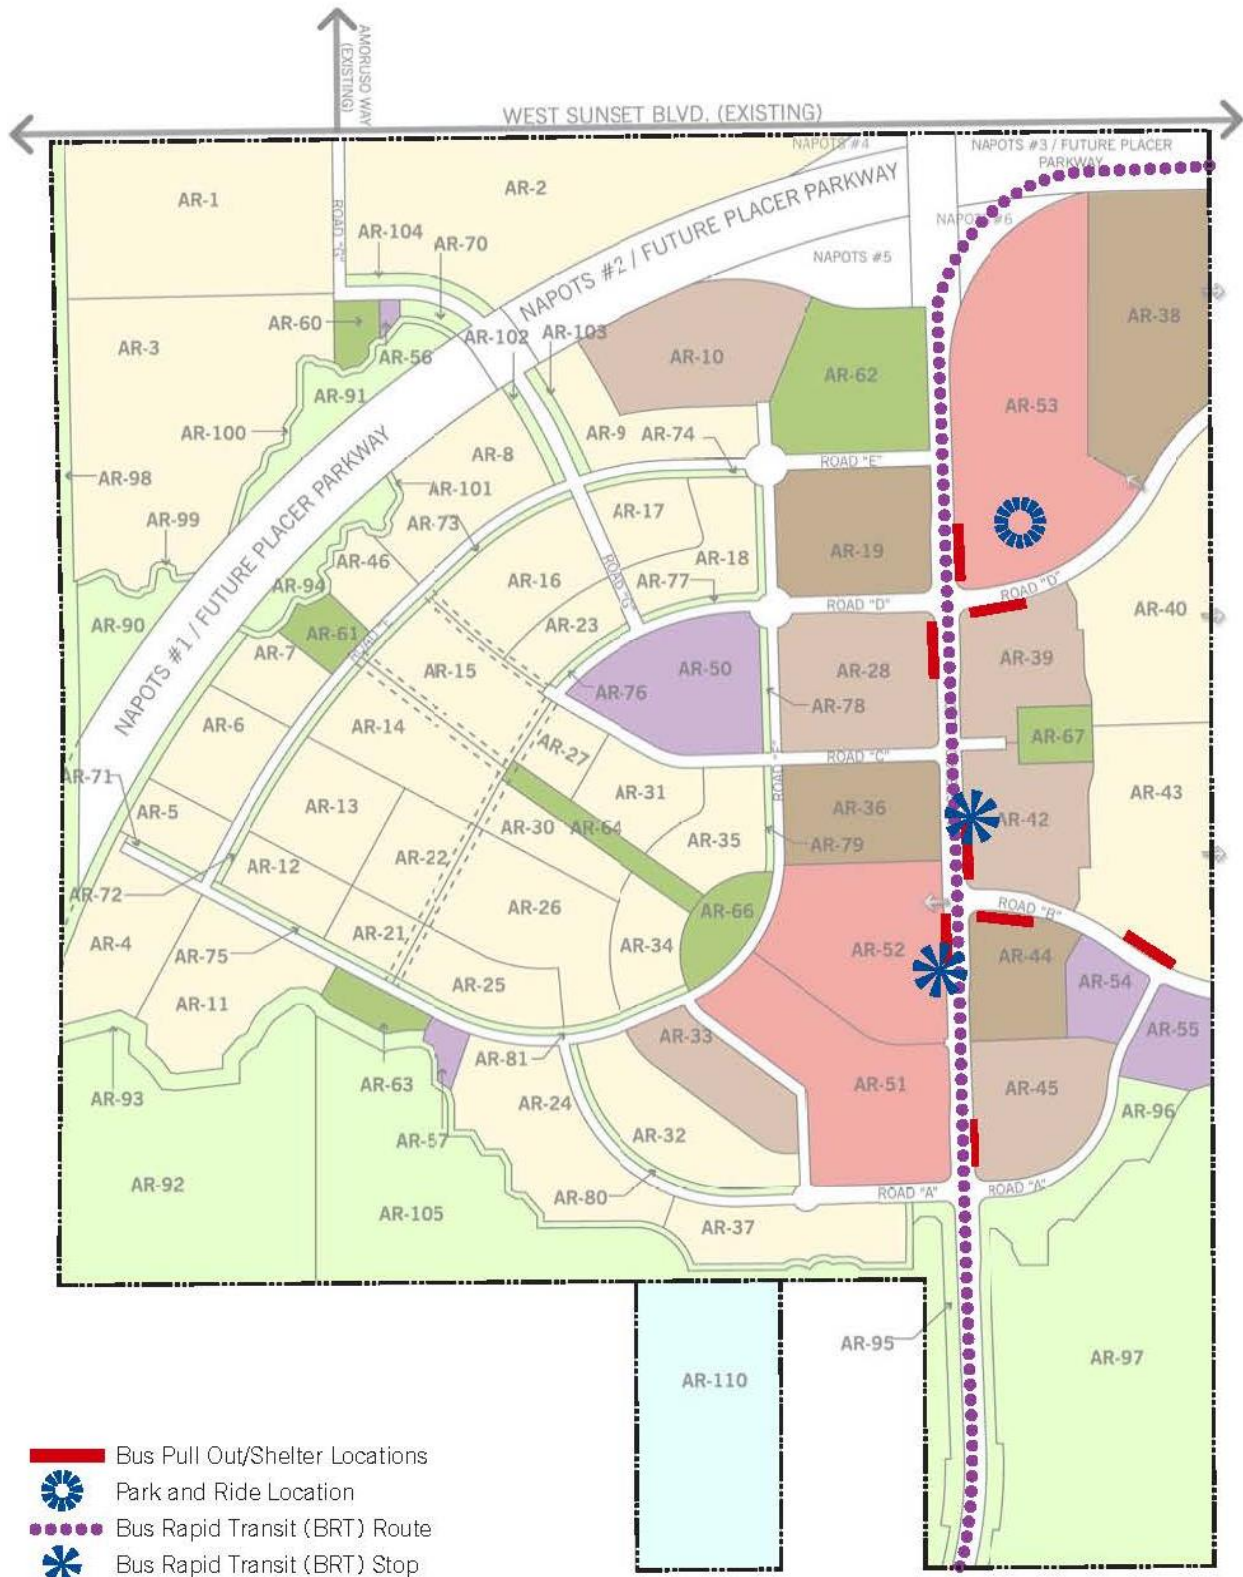 AMORUSO WAY
(EXISTING)
WEST SUNSET BLVD. (EXISTING)
NAPOTS #4
NAPOTS #3 / FUTURE PLACER
PARKWAY
AR-1
AR-2
ROAD "G"
AR-104
AR-70
NAPOTS #2 / FUTURE PLACER PARKWAY
NAPOTS #6
NAPOTS #5
AR-60
AR-56
AR-102
AR-103
AR-38
AR-3
AR-10
AR-62
AR-91
AR-53
AR-100
AR-9
AR-74
AR-8
ROAD "E"
AR-98
AR-101
AR-99
AR-73
AR-17
AR-19
AR-46
AR-18
NAPOTS #1 / FUTURE PLACER PARKWAY
AR-16
ROAD "G"
AR-77
AR-94
ROAD "D"
ROAD "D"
AR-90
AR-61
AR-23
AR-40
AR-7
AR-15
AR-50
AR-28
AR-39
AR-76
AR-78
AR-6
AR-14
AR-67
AR-27
ROAD "C"
AR-71
AR-5
AR-13
AR-31
AR-36
AR-43
AR-30
AR-64
AR-42
AR-35
AR-79
AR-22
AR-12
AR-72
AR-26
AR-66
ROAD "B"
AR-4
AR-75
AR-21
AR-34
AR-52
AR-44
AR-54
AR-11
AR-25
AR-55
AR-33
AR-81
AR-63
AR-51
AR-45
AR-93
AR-24
AR-96
AR-57
AR-32
AR-92
AR-80
ROAD "A"
ROAD "A"
AR-105
AR-37
AR-95
AR-97
AR-110
Bus Pull Out/Shelter Locations
Park and Ride Location
Bus Rapid Transit (BRT) Route
Bus Rapid Transit (BRT) Stop